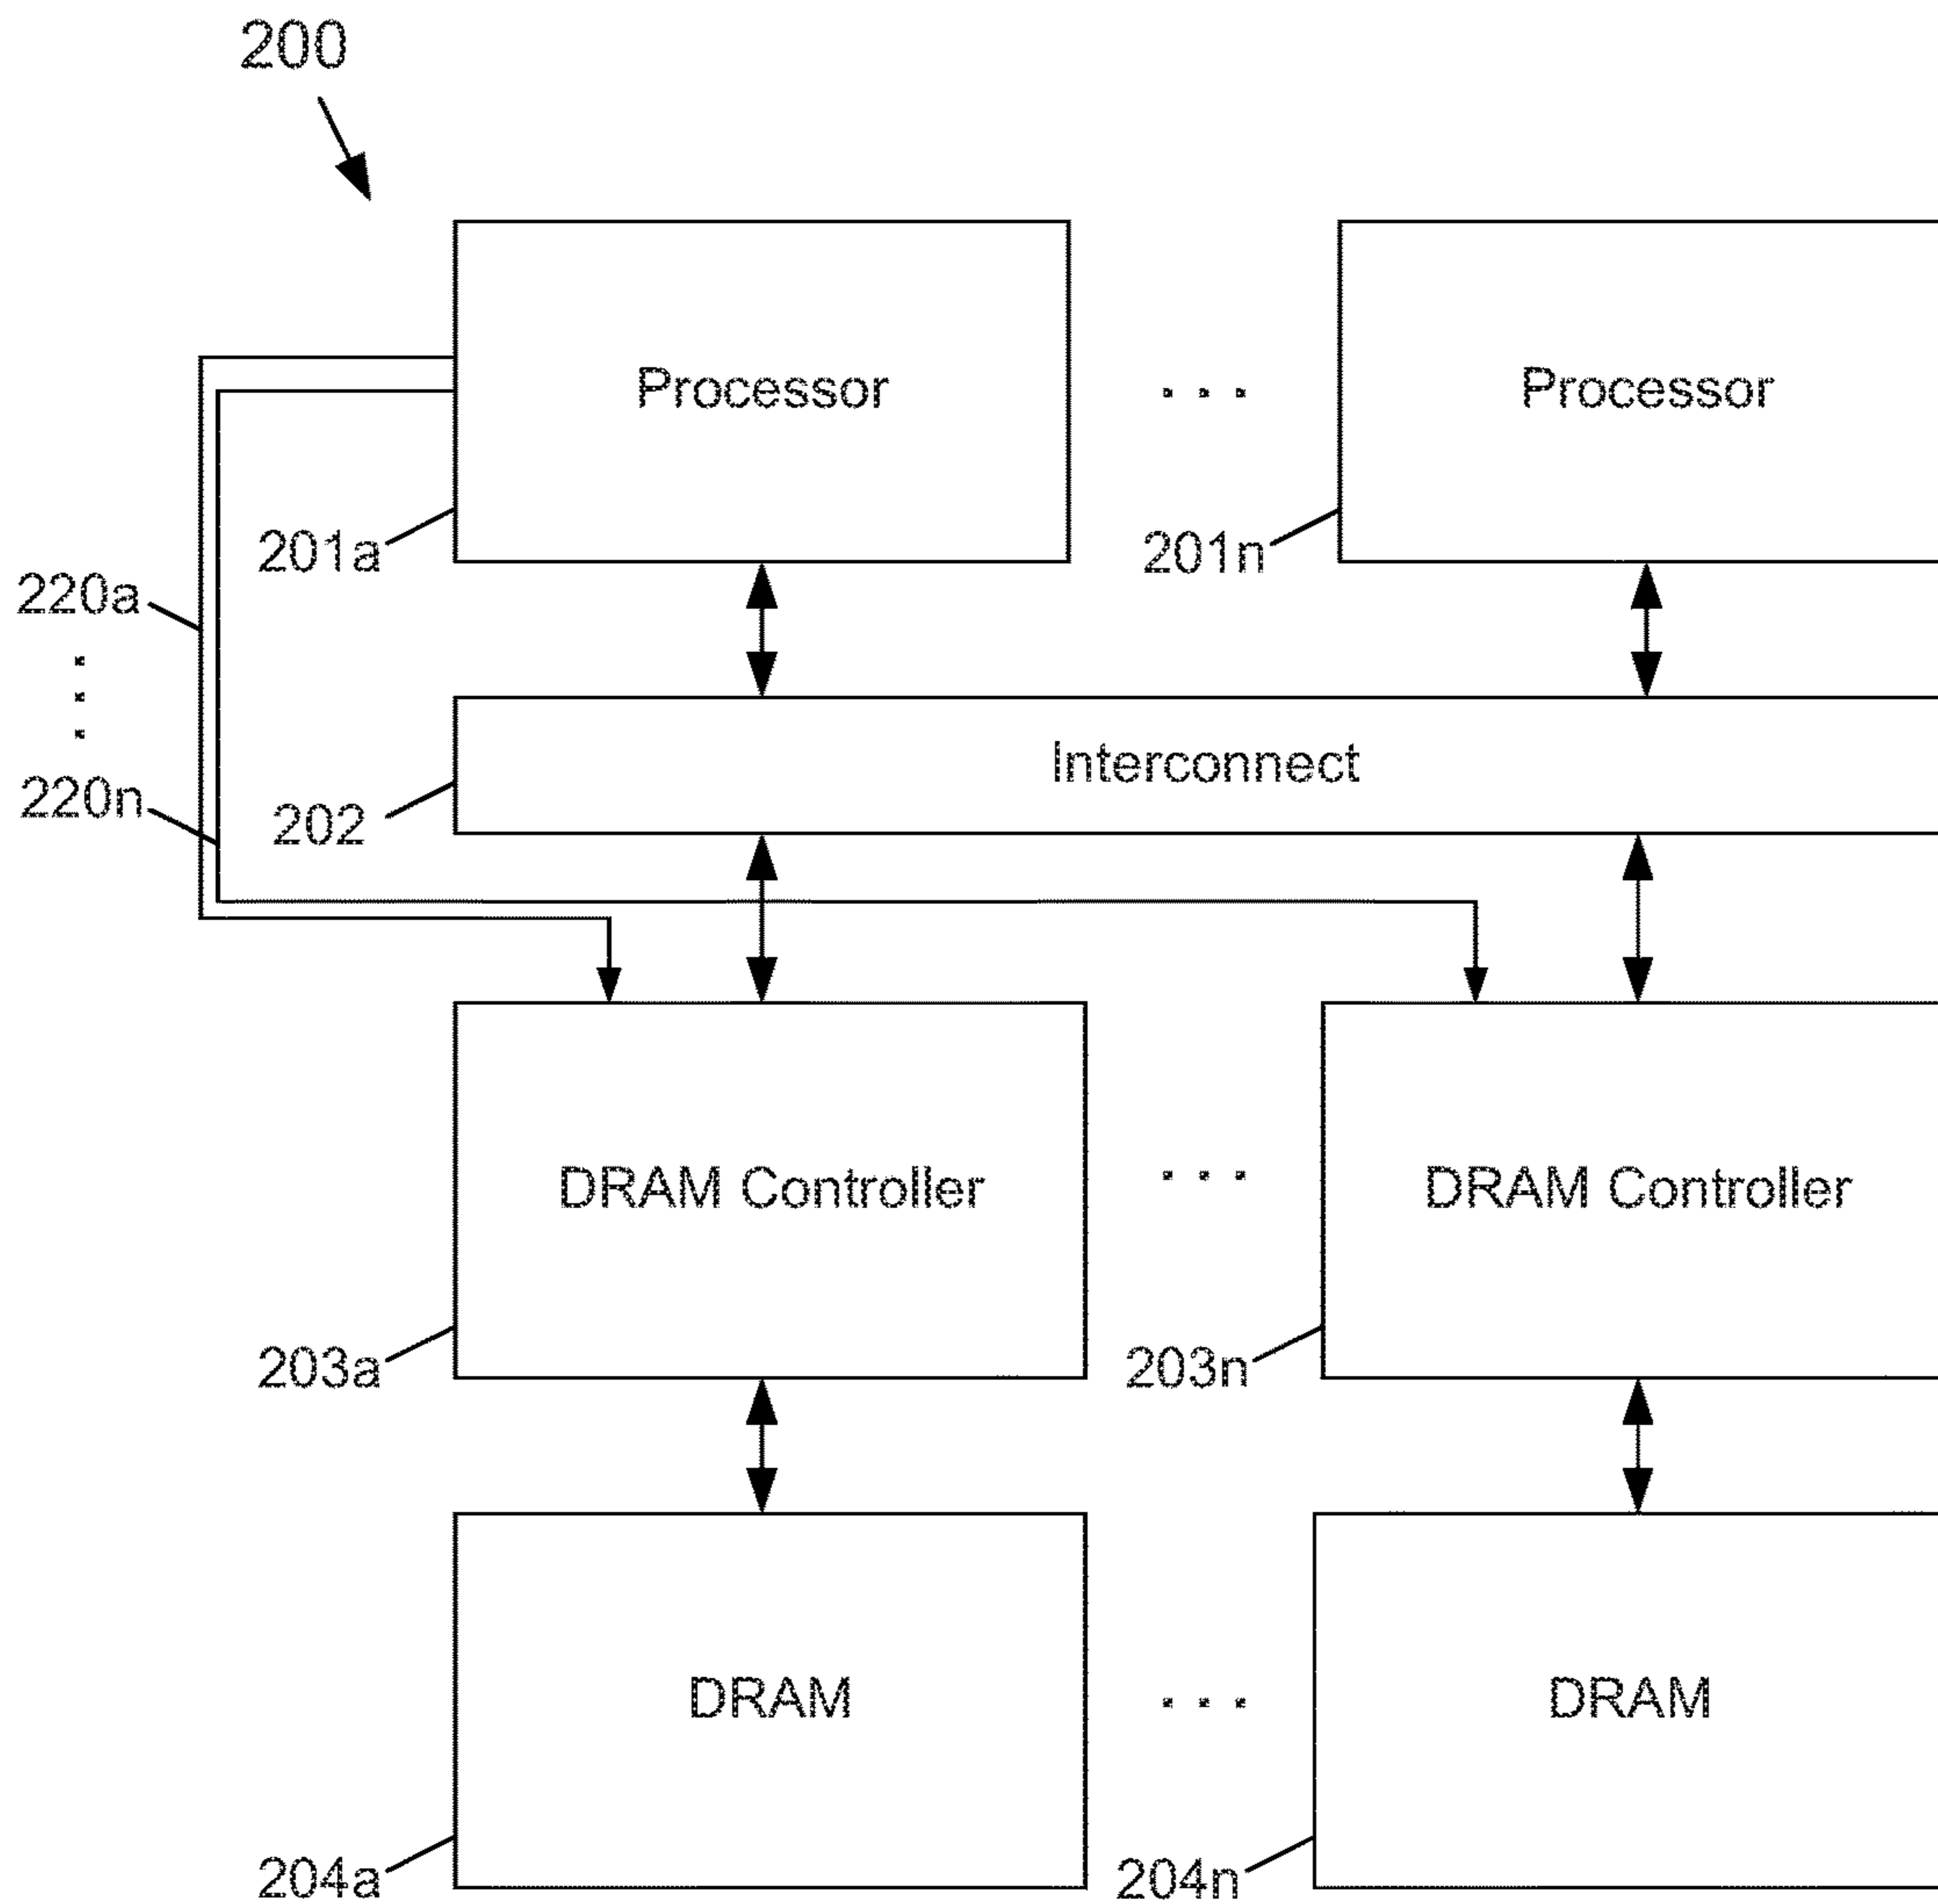 200
Processor
. . .
Processor
201a
201n
220a
.
.
.
220n
Interconnect
202
DRAM Controller
. . .
DRAM Controller
203a
203n
DRAM
. . .
DRAM
204a
204n